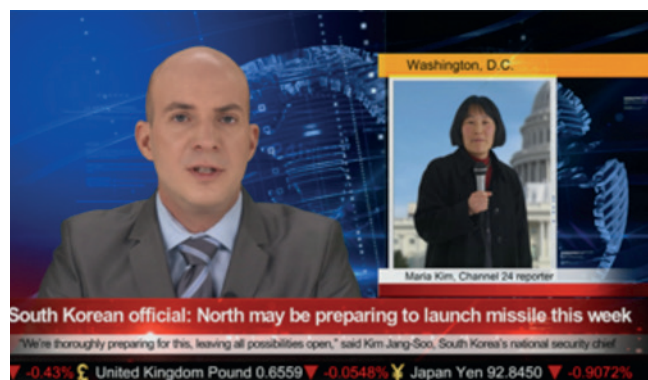 Washington, D.C.
Maria Kim, Channel 24 reporter
South Korean official: North may be preparing to launch missile this week
"We're thoroughly preparing for this, leaving all possibilities open," said Kim Jang-Soo, South Korea's national security chief
▼ -0.43% £ United Kingdom Pound 0.6559 ▼ -0.0548% ¥ Japan Yen 92.8450 ▼ -0.9072%